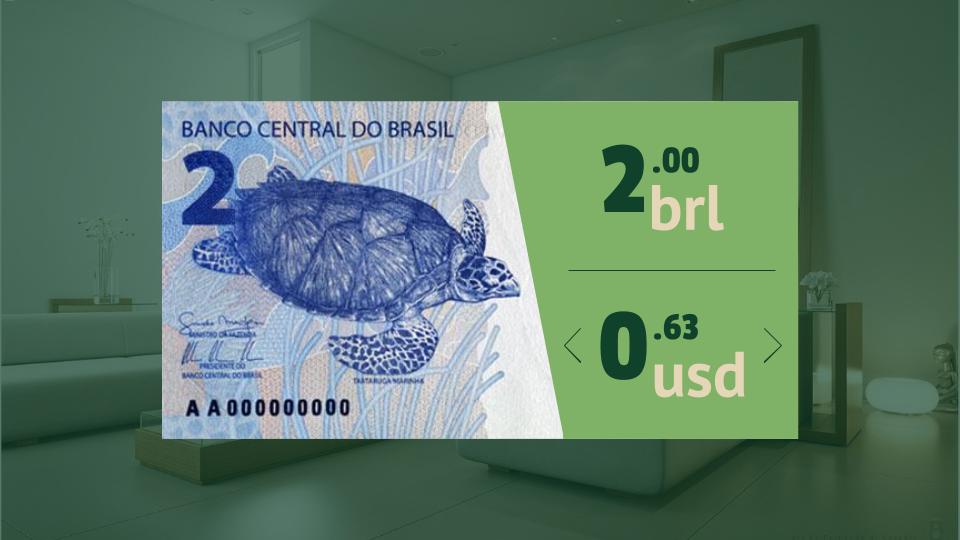 BANCO CENTRAL DO BRASIL
2
MINISTRO DA FAZENDA
PRESIDENTE DO
BANCO CENTRAL DO BRASIL
TARTARUGA MARINHA
A A 000000000
2.00
brl
0.63
usd